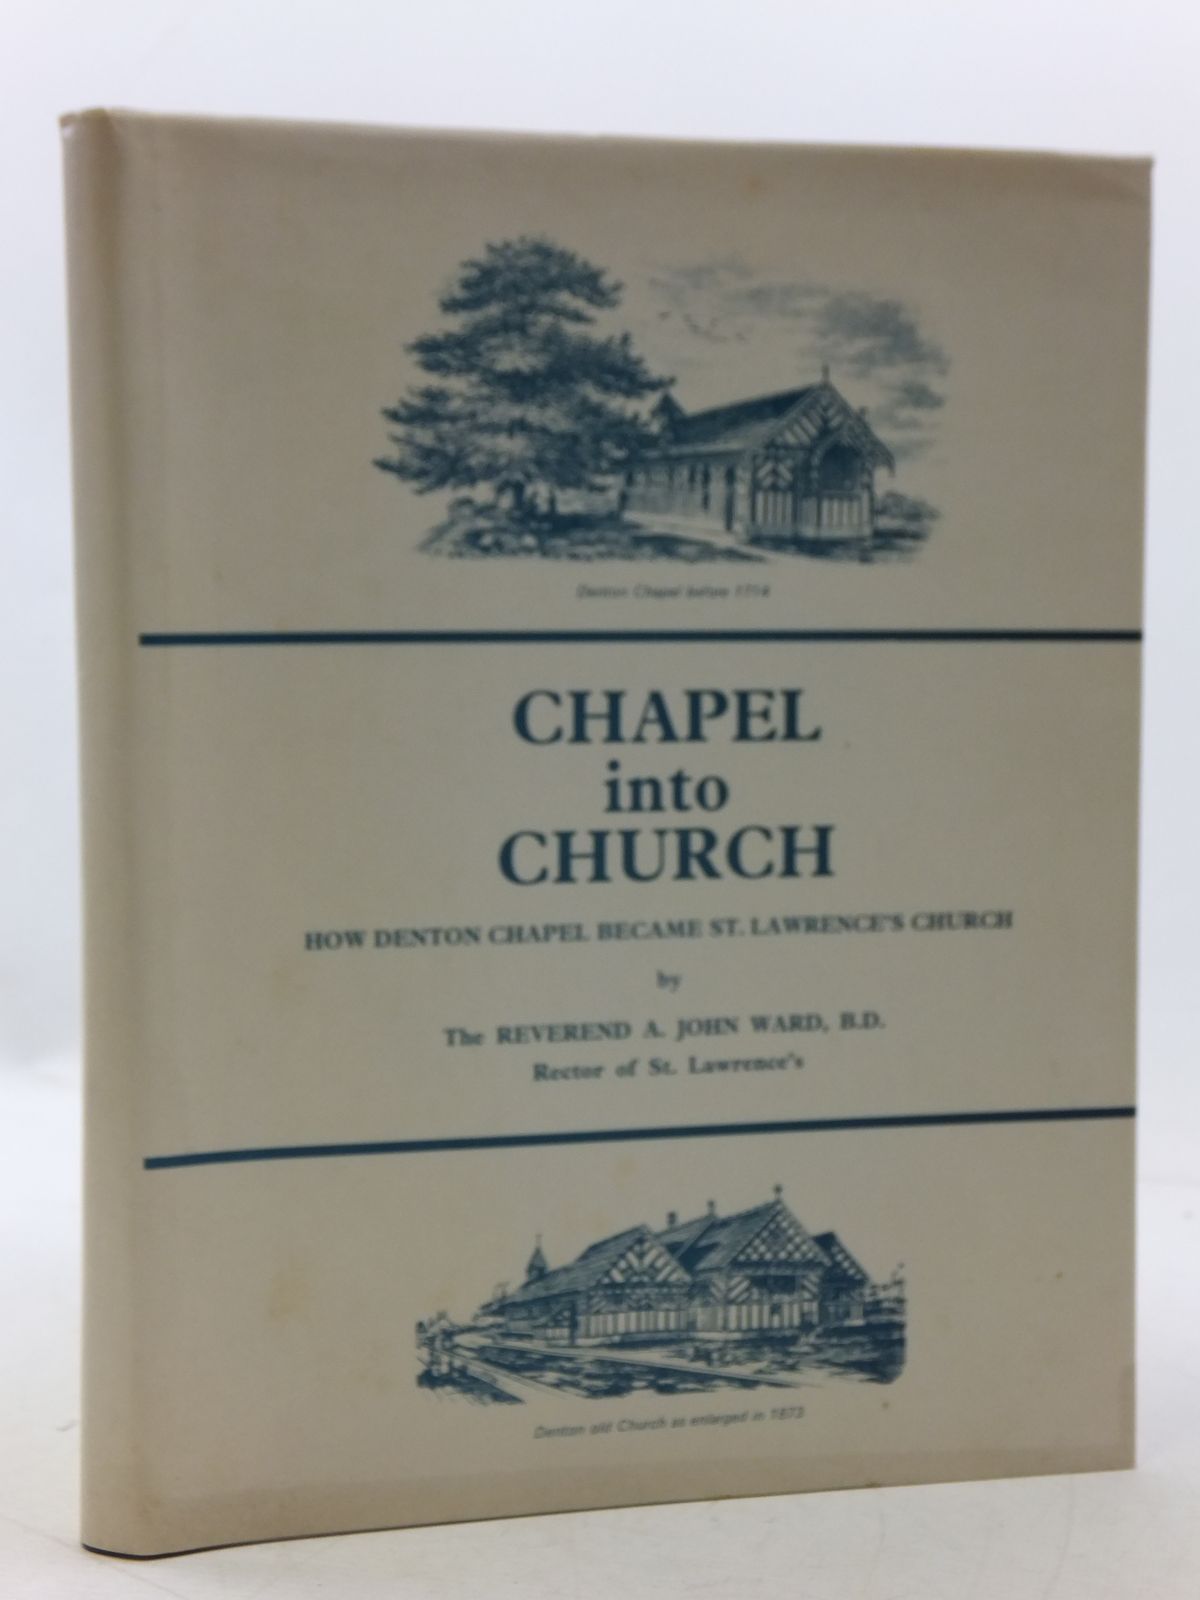 Denton Chapel before 1714
CHAPEL
into
CHURCH
HOW DENTON CHAPEL BECAME ST. LAWRENCE'S CHURCH
by
The REVEREND A. JOHN WARD, B.D.
Rector of St. Lawrence's
Denton old Church as enlarged in 1873